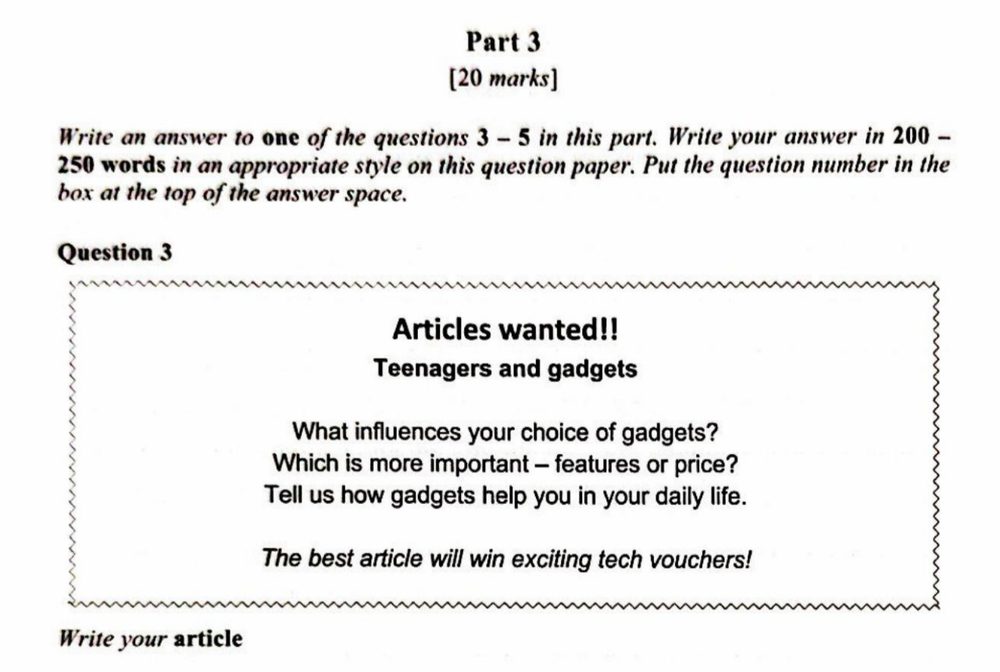 Part 3
[20 marks]
Write an answer to one of the questions 3 – 5 in this part. Write your answer in 200 –
250 words in an appropriate style on this question paper. Put the question number in the
box at the top of the answer space.
Question 3
Articles wanted!!
Teenagers and gadgets
What influences your choice of gadgets?
Which is more important – features or price?
Tell us how gadgets help you in your daily life.
The best article will win exciting tech vouchers!
Write your article